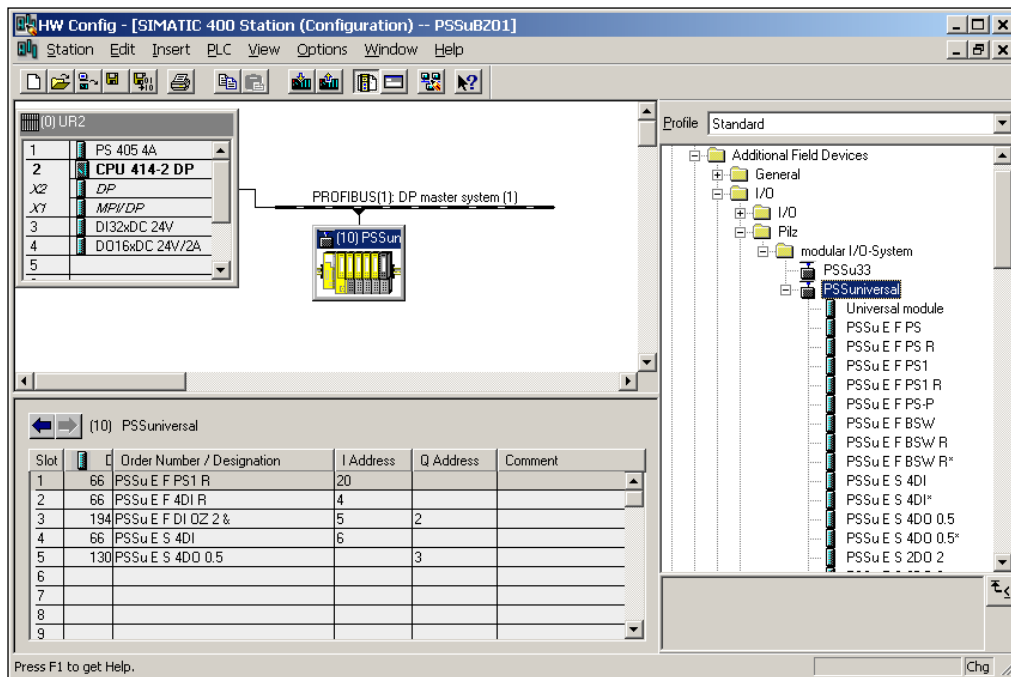 HW Config - [SIMATIC 400 Station (Configuration) -- PSSuBZ01]
Station Edit Insert PLC View Options Window Help
(0) UR2
1 PS 405 4A
2 CPU 414-2 DP
X2 DP
X1 MPI/DP
3 DI32xDC 24V
4 DO16xDC 24V/2A
5
PROFIBUS(1): DP master system (1)
(10) PSSun
Profile Standard
Additional Field Devices
General
I/O
I/O
Pilz
modular I/O-System
PSSu33
PSSuniversal
Universal module
PSSu E F PS
PSSu E F PS R
PSSu E F PS1
PSSu E F PS1 R
PSSu E F PS-P
PSSu E F BSW
PSSu E F BSW R
PSSu E F BSW R*
PSSu E S 4DI
PSSu E S 4DI*
PSSu E S 4DO 0.5
PSSu E S 4DO 0.5*
PSSu E S 2DO 2
(10) PSSuniversal
Slot D Order Number / Designation I Address Q Address Comment
1 66 PSSu E F PS1 R 20
2 66 PSSu E F 4DI R 4
3 194 PSSu E F DI OZ 2 & 5 2
4 66 PSSu E S 4DI 6
5 130 PSSu E S 4DO 0.5 3
6
7
8
9
Press F1 to get Help.
Chg